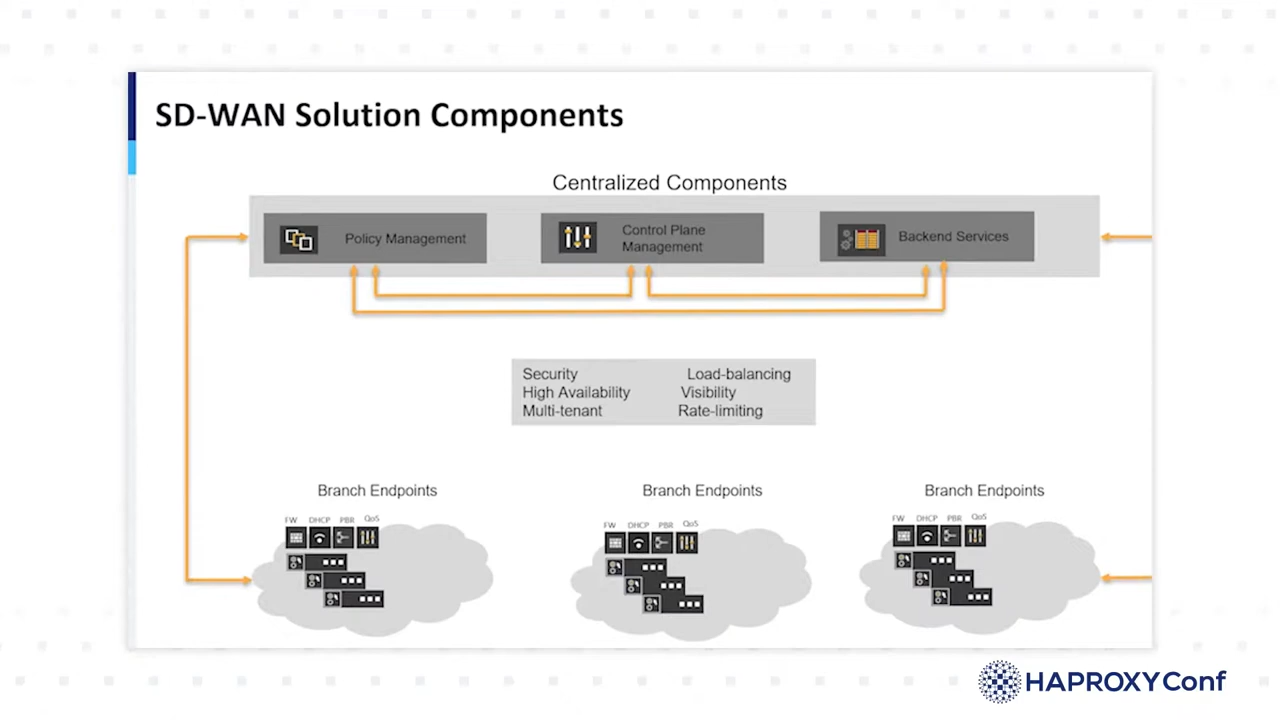 SD-WAN Solution Components
Centralized Components
Policy Management
Control Plane
Management
Backend Services
Security Load-balancing
High Availability Visibility
Multi-tenant Rate-limiting
Branch Endpoints Branch Endpoints Branch Endpoints
FW DHCP PBR QoS
FW DHCP PBR QoS
FW DHCP PBR QoS
HAPROXYConf